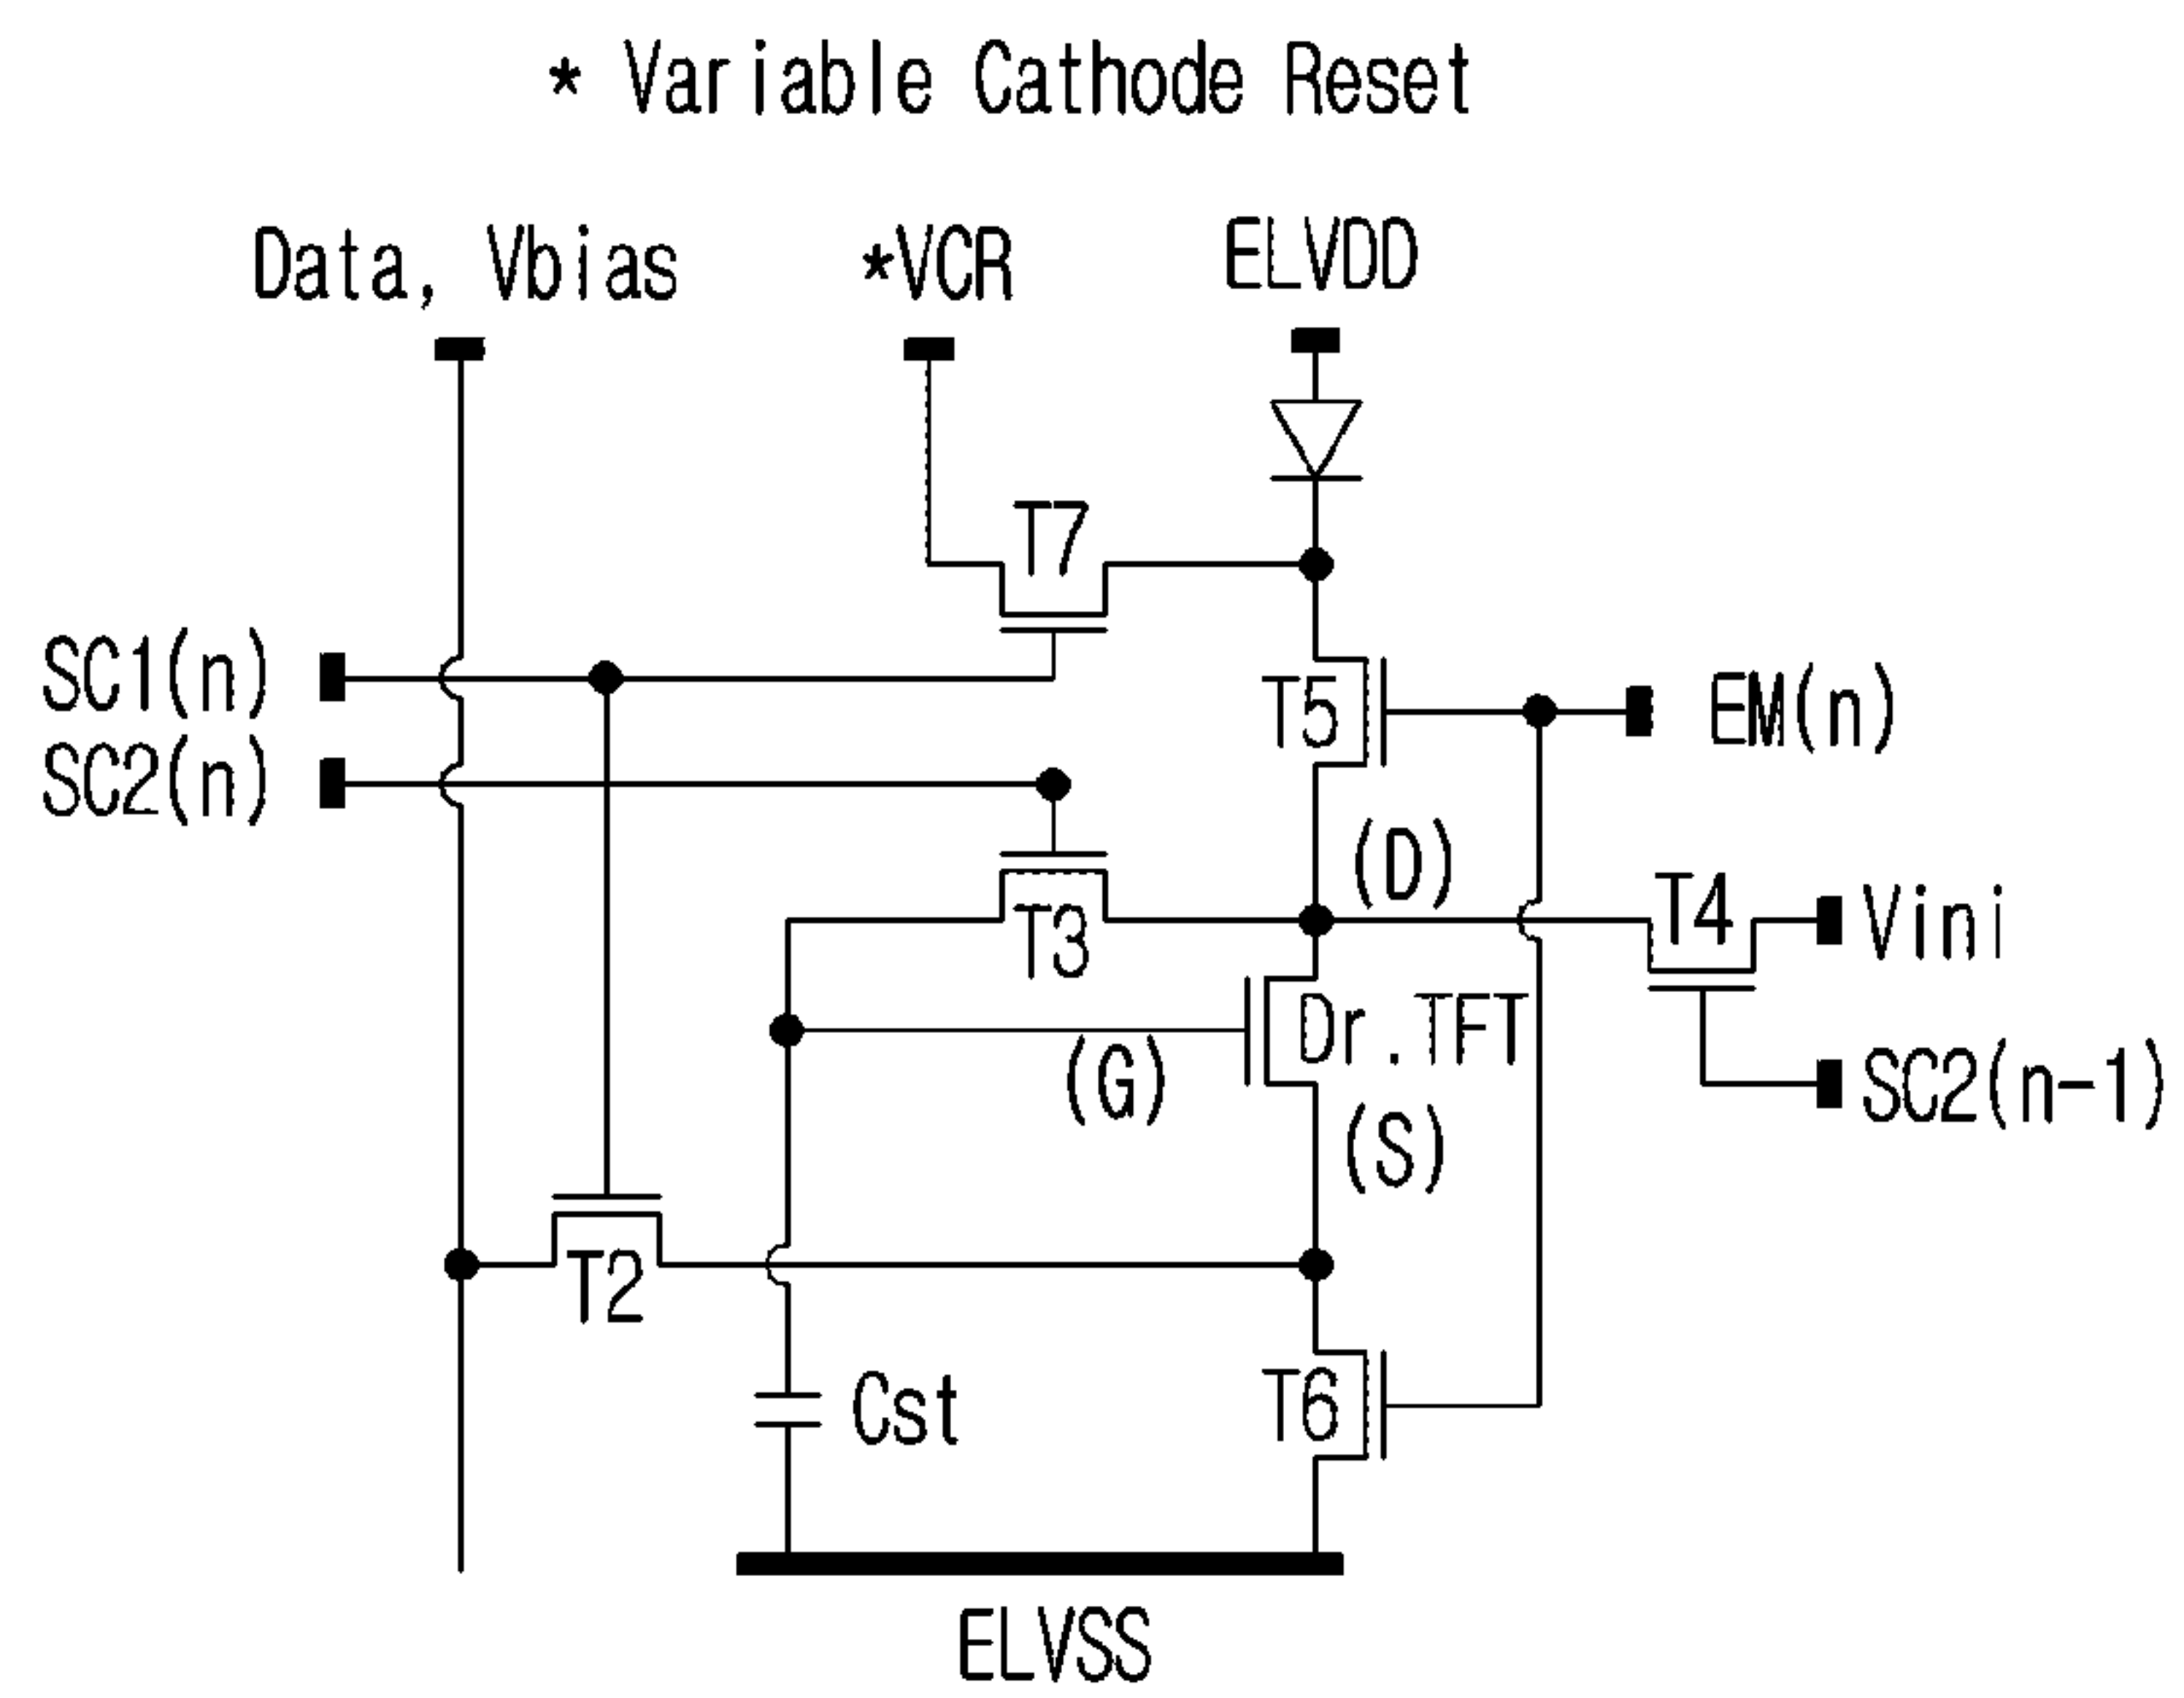 * Variable Cathode Reset
Data, Vbias
*VCR
ELVDD
T7
SC1(n)
T5
EM(n)
SC2(n)
(D)
T4
Vini
T3
Dr.TFT
(G)
SC2(n-1)
(S)
T2
Cst
T6
ELVSS